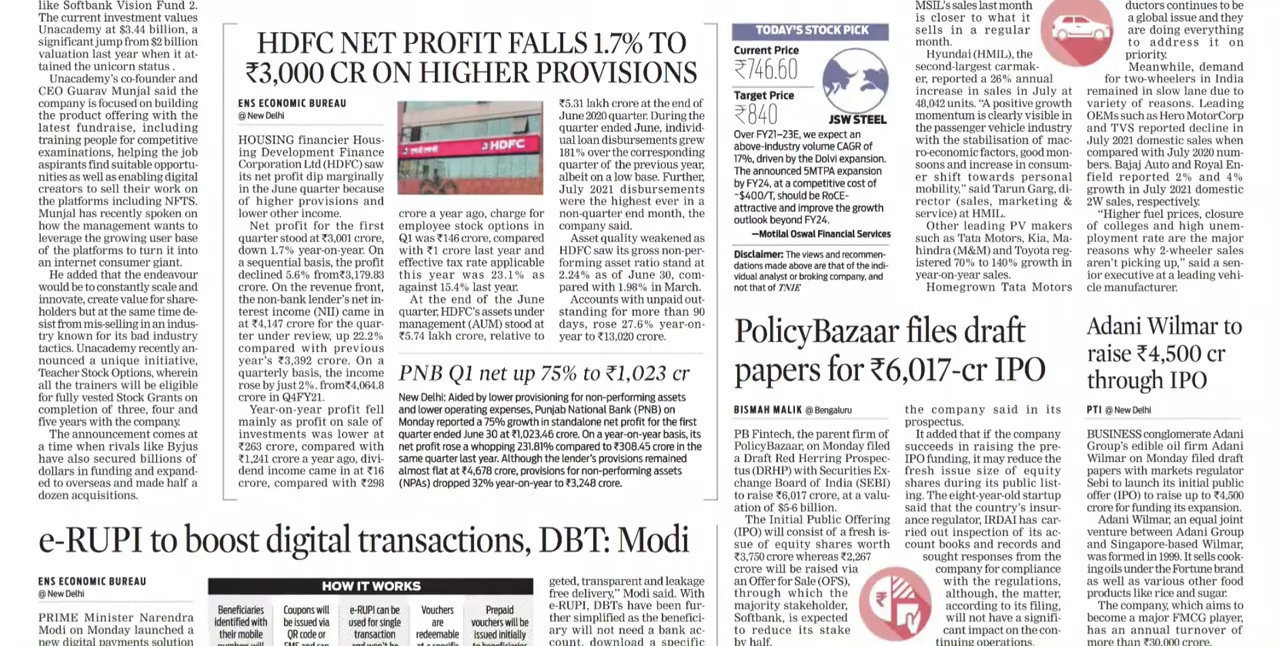 like Softbank Vision Fund 2.
The current investment values
Unacademy at $3.44 billion, a
significant jump from $2 billion
valuation last year when it at-
tained the unicorn status .
Unacademy's co-founder and
CEO Guarav Munjal said the
company is focused on building
the product offering with the
latest fundraise, including
training people for competitive
examinations, helping the job
aspirants find suitable opportu-
nities as well as enabling digital
creators to sell their work on
the platforms including NFTS.
Munjal has recently spoken on
how the management wants to
leverage the growing user base
of the platforms to turn it into
an internet consumer giant.
He added that the endeavour
would be to constantly scale and
innovate, create value for share-
holders but at the same time de-
sist from mis-selling in an indus-
try known for its bad industry
tactics. Unacademy recently an-
nounced a unique initiative,
Teacher Stock Options, wherein
all the trainers will be eligible
for fully vested Stock Grants on
completion of three, four and
five years with the company.
The announcement comes at
a time when rivals like Byjus
have also secured billions of
dollars in funding and expand-
ed to overseas and made half a
dozen acquisitions.
HDFC NET PROFIT FALLS 1.7% TO
₹3,000 CR ON HIGHER PROVISIONS
ENS ECONOMIC BUREAU
@ New Delhi
HOUSING financier Hous-
ing Development Finance
Corporation Ltd (HDFC) saw
its net profit dip marginally
in the June quarter because
of higher provisions and
lower other income.
Net profit for the first
quarter stood at ₹3,001 crore,
down 1.7% year-on-year. On
a sequential basis, the profit
declined 5.6% from₹3,179.83
crore. On the revenue front,
the non-bank lender's net in-
terest income (NII) came in
at ₹4,147 crore for the quar-
ter under review, up 22.2%
compared with previous
year's ₹3,392 crore. On a
quarterly basis, the income
rose by just 2%. from₹4,064.8
crore in Q4FY21.
Year-on-year profit fell
mainly as profit on sale of
investments was lower at
₹263 crore, compared with
₹1,241 crore a year ago, divi-
dend income came in at ₹16
crore, compared with ₹298
HDFC
crore a year ago, charge for
employee stock options in
Q1 was ₹146 crore, compared
with ₹1 crore last year and
effective tax rate applicable
this year was 23.1% as
against 15.4% last year.
At the end of the June
quarter, HDFC's assets under
management (AUM) stood at
₹5.74 lakh crore, relative to
₹5.31 lakh crore at the end of
June 2020 quarter. During the
quarter ended June, individ-
ual loan disbursements grew
181% over the corresponding
quarter of the previous year,
albeit on a low base. Further,
July 2021 disbursements
were the highest ever in a
non-quarter end month, the
company said.
Asset quality weakened as
HDFC saw its gross non-per-
forming asset ratio stand at
2.24% as of June 30, com-
pared with 1.98% in March.
Accounts with unpaid out-
standing for more than 90
days, rose 27.6% year-on-
year to ₹13,020 crore.
PNB Q1 net up 75% to ₹1,023 cr
New Delhi: Aided by lower provisioning for non-performing assets
and lower operating expenses, Punjab National Bank (PNB) on
Monday reported a 75% growth in standalone net profit for the first
quarter ended June 30 at ₹1,023.46 crore. On a year-on-year basis, its
net profit rose a whopping 231.81% compared to ₹308.45 crore in the
same quarter last year. Although the lender's provisions remained
almost flat at ₹4,678 crore, provisions for non-performing assets
(NPAs) dropped 32% year-on-year to ₹3,248 crore.
e-RUPI to boost digital transactions, DBT: Modi
ENS ECONOMIC BUREAU
@ New Delhi
PRIME Minister Narendra
Modi on Monday launched a
new digital payments solution
HOW IT WORKS
Beneficiaries
identified with
their mobile
numbers will
Coupons will
be issued via
QR code or
SMS and can
e-RUPI can be
used for single
transaction
and won't be
Vouchers
are
redeemable
at a specific
Prepaid
vouchers will be
issued initially
to beneficiaries
geted, transparent and leakage
free delivery," Modi said. With
e-RUPI, DBTs have been fur-
ther simplified as the benefici-
ary will not need a bank ac-
count, download a specific
TODAY'S STOCK PICK
Current Price
₹746.60
Target Price
₹840
JSW STEEL
Over FY21–23E, we expect an
above-industry volume CAGR of
17%, driven by the Dolvi expansion.
The announced 5MTPA expansion
by FY24, at a competitive cost of
~$400/T, should be RoCE-
attractive and improve the growth
outlook beyond FY24.
—Motilal Oswal Financial Services
Disclaimer: The views and recommen-
dations made above are that of the indi-
vidual analyst or broking company, and
not that of TNIE
MSIL's sales last month
is closer to what it
sells in a regular
month.
Hyundai (HMIL), the
second-largest carmak-
er, reported a 26% annual
increase in sales in July at
48,042 units. "A positive growth
momentum is clearly visible in
the passenger vehicle industry
with the stabilisation of mac-
ro-economic factors, good mon-
soons and increase in consum-
er shift towards personal
mobility," said Tarun Garg, di-
rector (sales, marketing &
service) at HMIL.
Other leading PV makers
such as Tata Motors, Kia, Ma-
hindra (M&M) and Toyota reg-
istered 70% to 140% growth in
year-on-year sales.
Homegrown Tata Motors
ductors continues to be
a global issue and they
are doing everything
to address it on
priority.
Meanwhile, demand
for two-wheelers in India
remained in slow lane due to
variety of reasons. Leading
OEMs such as Hero MotorCorp
and TVS reported decline in
July 2021 domestic sales when
compared with July 2020 num-
bers. Bajaj Auto and Royal En-
field reported 2% and 4%
growth in July 2021 domestic
2W sales, respectively.
"Higher fuel prices, closure
of colleges and high unem-
ployment rate are the major
reasons why 2-wheeler sales
aren't picking up," said a sen-
ior executive at a leading vehi-
cle manufacturer.
PolicyBazaar files draft
papers for ₹6,017-cr IPO
BISMAH MALIK @ Bengaluru
PB Fintech, the parent firm of
PolicyBazaar, on Monday filed
a Draft Red Herring Prospec-
tus (DRHP) with Securities Ex-
change Board of India (SEBI)
to raise ₹6,017 crore, at a valu-
ation of $5-6 billion.
The Initial Public Offering
(IPO) will consist of a fresh is-
sue of equity shares worth
₹3,750 crore whereas ₹2,267
crore will be raised via
an Offer for Sale (OFS),
through which the
majority stakeholder,
Softbank, is expected
to reduce its stake
by half.
the company said in its
prospectus.
It added that if the company
succeeds in raising the pre-
IPO funding, it may reduce the
fresh issue size of equity
shares during its public list-
ing. The eight-year-old startup
said that the country's insur-
ance regulator, IRDAI has car-
ried out inspection of its ac-
count books and records and
sought responses from the
company for compliance
with the regulations,
although, the matter,
according to its filing,
will not have a signifi-
cant impact on the con-
tinuing operations.
Adani Wilmar to
raise ₹4,500 cr
through IPO
PTI @ New Delhi
BUSINESS conglomerate Adani
Group's edible oil firm Adani
Wilmar on Monday filed draft
papers with markets regulator
Sebi to launch its initial public
offer (IPO) to raise up to ₹4,500
crore for funding its expansion.
Adani Wilmar, an equal joint
venture between Adani Group
and Singapore-based Wilmar,
was formed in 1999. It sells cook-
ing oils under the Fortune brand
as well as various other food
products like rice and sugar.
The company, which aims to
become a major FMCG player,
has an annual turnover of
more than ₹30,000 crore.